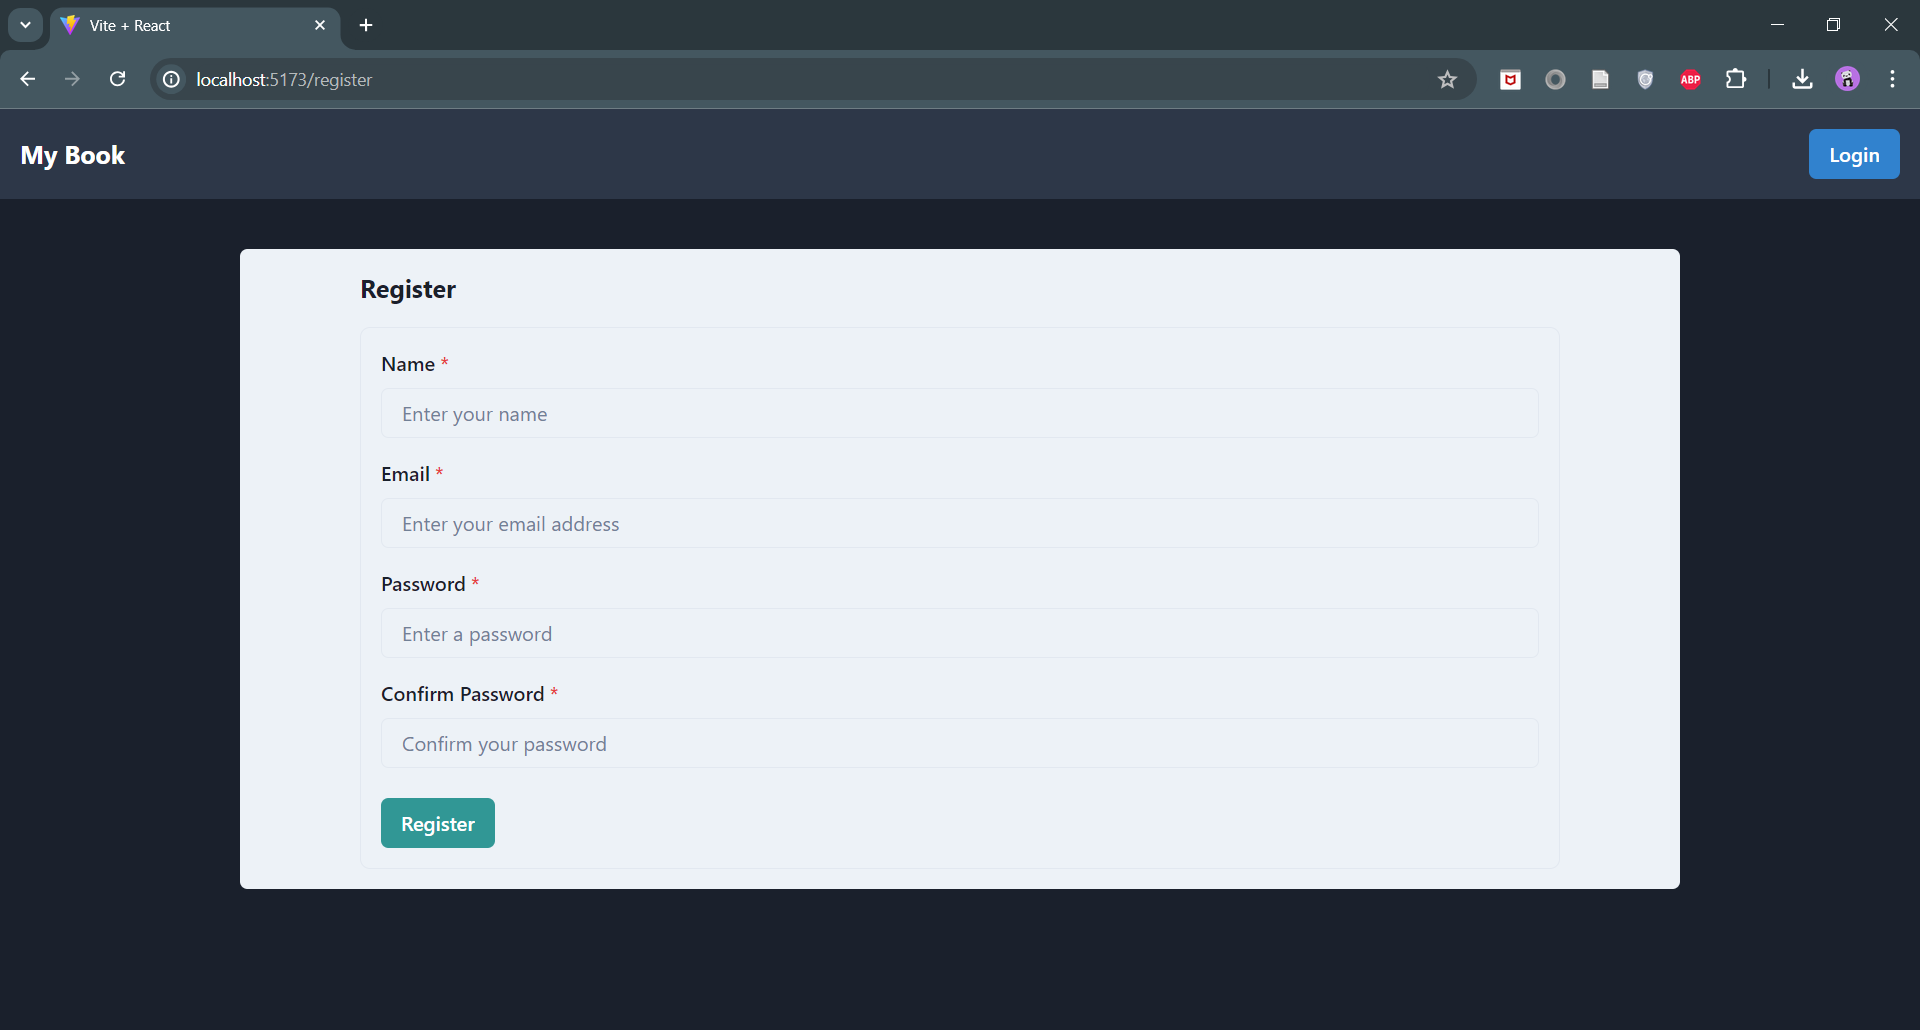 Vite + React
localhost:5173/register
ABP
My Book
Login
Register
Name *
Enter your name
Email *
Enter your email address
Password *
Enter a password
Confirm Password *
Confirm your password
Register